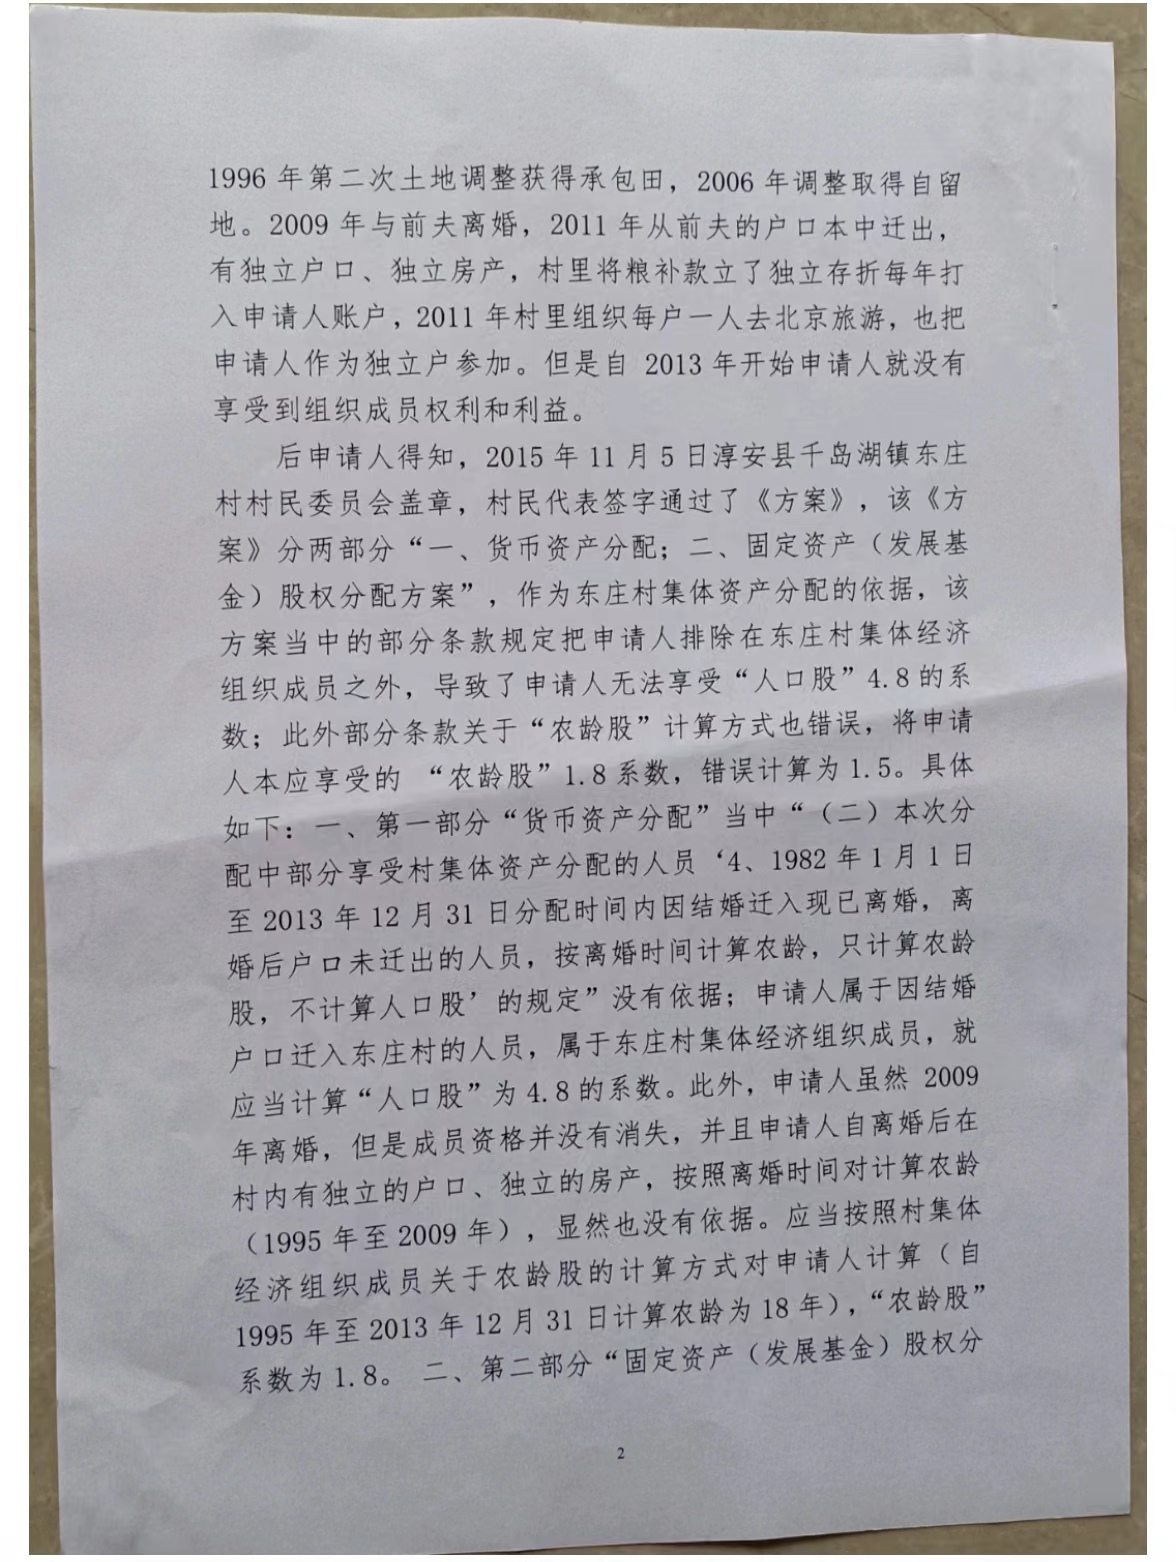 1996 年第二次土地调整获得承包田，2006 年调整取得自留
地。2009 年与前夫离婚，2011 年从前夫的户口本中迁出，
有独立户口、独立房产，村里将粮补款立了独立存折每年打
入申请人账户，2011 年村里组织每户一人去北京旅游，也把
申请人作为独立户参加。但是自 2013 年开始申请人就没有
享受到组织成员权利和利益。
后申请人得知，2015 年 11 月 5 日淳安县千岛湖镇东庄
村村民委员会盖章，村民代表签字通过了《方案》，该《方
案》分两部分“一、货币资产分配；二、固定资产（发展基
金）股权分配方案”，作为东庄村集体资产分配的依据，该
方案当中的部分条款规定把申请人排除在东庄村集体经济
组织成员之外，导致了申请人无法享受“人口股”4.8 的系
数；此外部分条款关于“农龄股”计算方式也错误，将申请
人本应享受的 “农龄股”1.8 系数，错误计算为 1.5。具体
如下：一、第一部分“货币资产分配”当中“（二）本次分
配中部分享受村集体资产分配的人员‘4、1982 年 1 月 1 日
至 2013 年 12 月 31 日分配时间内因结婚迁入现已离婚，离
婚后户口未迁出的人员，按离婚时间计算农龄，只计算农龄
股，不计算人口股’的规定”没有依据；申请人属于因结婚
户口迁入东庄村的人员，属于东庄村集体经济组织成员，就
应当计算“人口股”为 4.8 的系数。此外，申请人虽然 2009
年离婚，但是成员资格并没有消失，并且申请人自离婚后在
村内有独立的户口、独立的房产，按照离婚时间对计算农龄
（1995 年至 2009 年），显然也没有依据。应当按照村集体
经济组织成员关于农龄股的计算方式对申请人计算（自
1995 年至 2013 年 12 月 31 日计算农龄为 18 年），“农龄股”
系数为 1.8。 二、第二部分“固定资产（发展基金）股权分
2